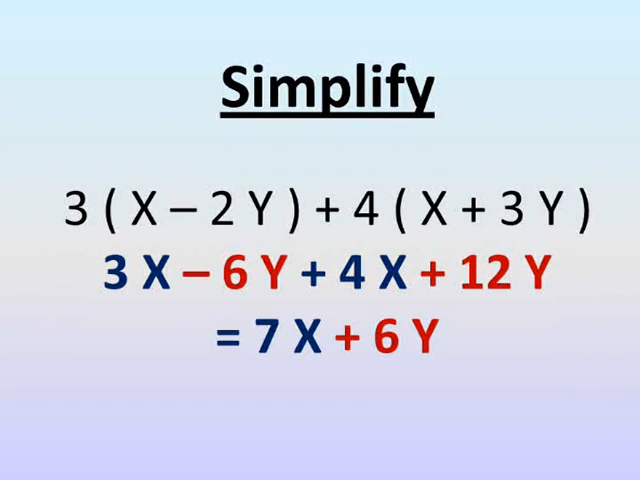 Simplify
3 ( X – 2 Y ) + 4 ( X + 3 Y )
3 X – 6 Y + 4 X + 12 Y
= 7 X + 6 Y